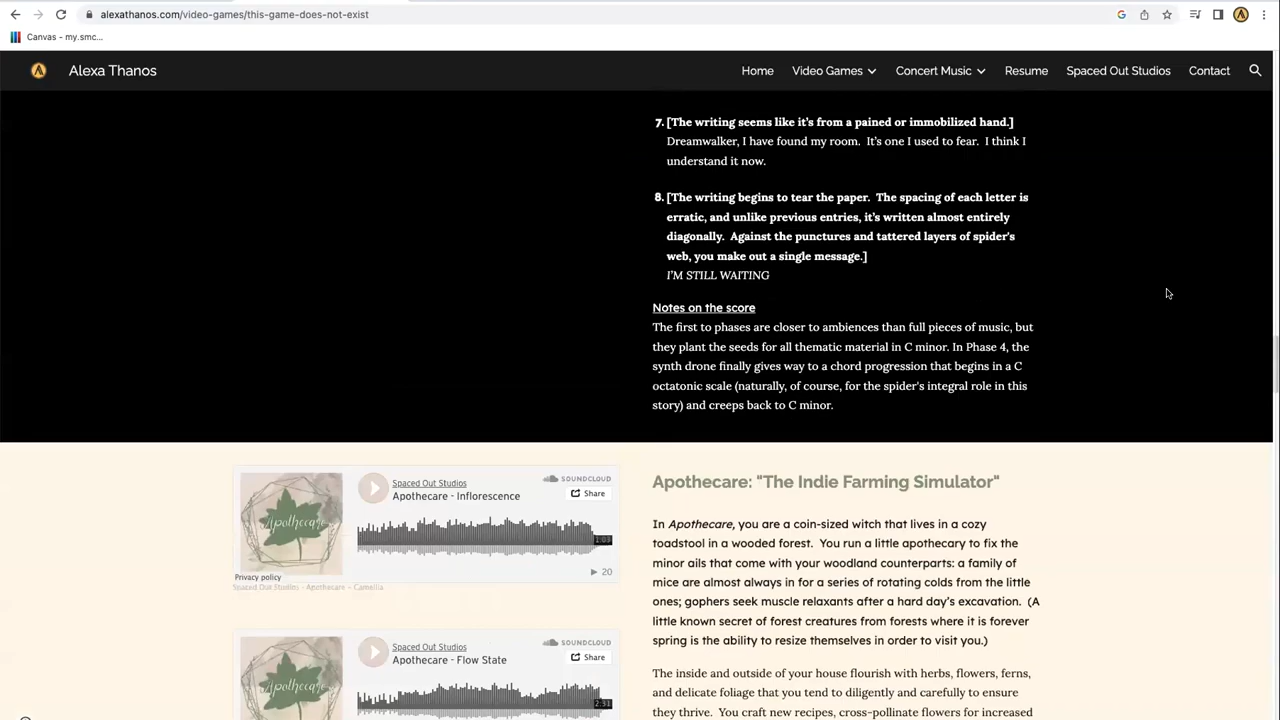 alexathanos.com/video-games/this-game-does-not-exist
Canvas - my.smc...
Alexa Thanos
Home
Video Games
Concert Music
Resume
Spaced Out Studios
Contact
7. [The writing seems like it's from a pained or immobilized hand.]
Dreamwalker, I have found my room. It's one I used to fear. I think I
understand it now.
8. [The writing begins to tear the paper. The spacing of each letter is
erratic, and unlike previous entries, it's written almost entirely
diagonally. Against the punctures and tattered layers of spider's
web, you make out a single message.]
I'M STILL WAITING
Notes on the score
The first to phases are closer to ambiences than full pieces of music, but
they plant the seeds for all thematic material in C minor. In Phase 4, the
synth drone finally gives way to a chord progression that begins in a C
octatonic scale (naturally, of course, for the spider's integral role in this
story) and creeps back to C minor.
Apothecare
Spaced Out Studios
Apothecare - Inflorescence
SOUNDCLOUD
Share
1:03
20
Privacy policy
Spaced Out Studios · Apothecare - Camellia
Apothecare
Spaced Out Studios
Apothecare - Flow State
SOUNDCLOUD
Share
2:31
Apothecare: "The Indie Farming Simulator"
In Apothecare, you are a coin-sized witch that lives in a cozy
toadstool in a wooded forest. You run a little apothecary to fix the
minor ails that come with your woodland counterparts: a family of
mice are almost always in for a series of rotating colds from the little
ones; gophers seek muscle relaxants after a hard day's excavation. (A
little known secret of forest creatures from forests where it is forever
spring is the ability to resize themselves in order to visit you.)
The inside and outside of your house flourish with herbs, flowers, ferns,
and delicate foliage that you tend to diligently and carefully to ensure
they thrive. You craft new recipes, cross-pollinate flowers for increased